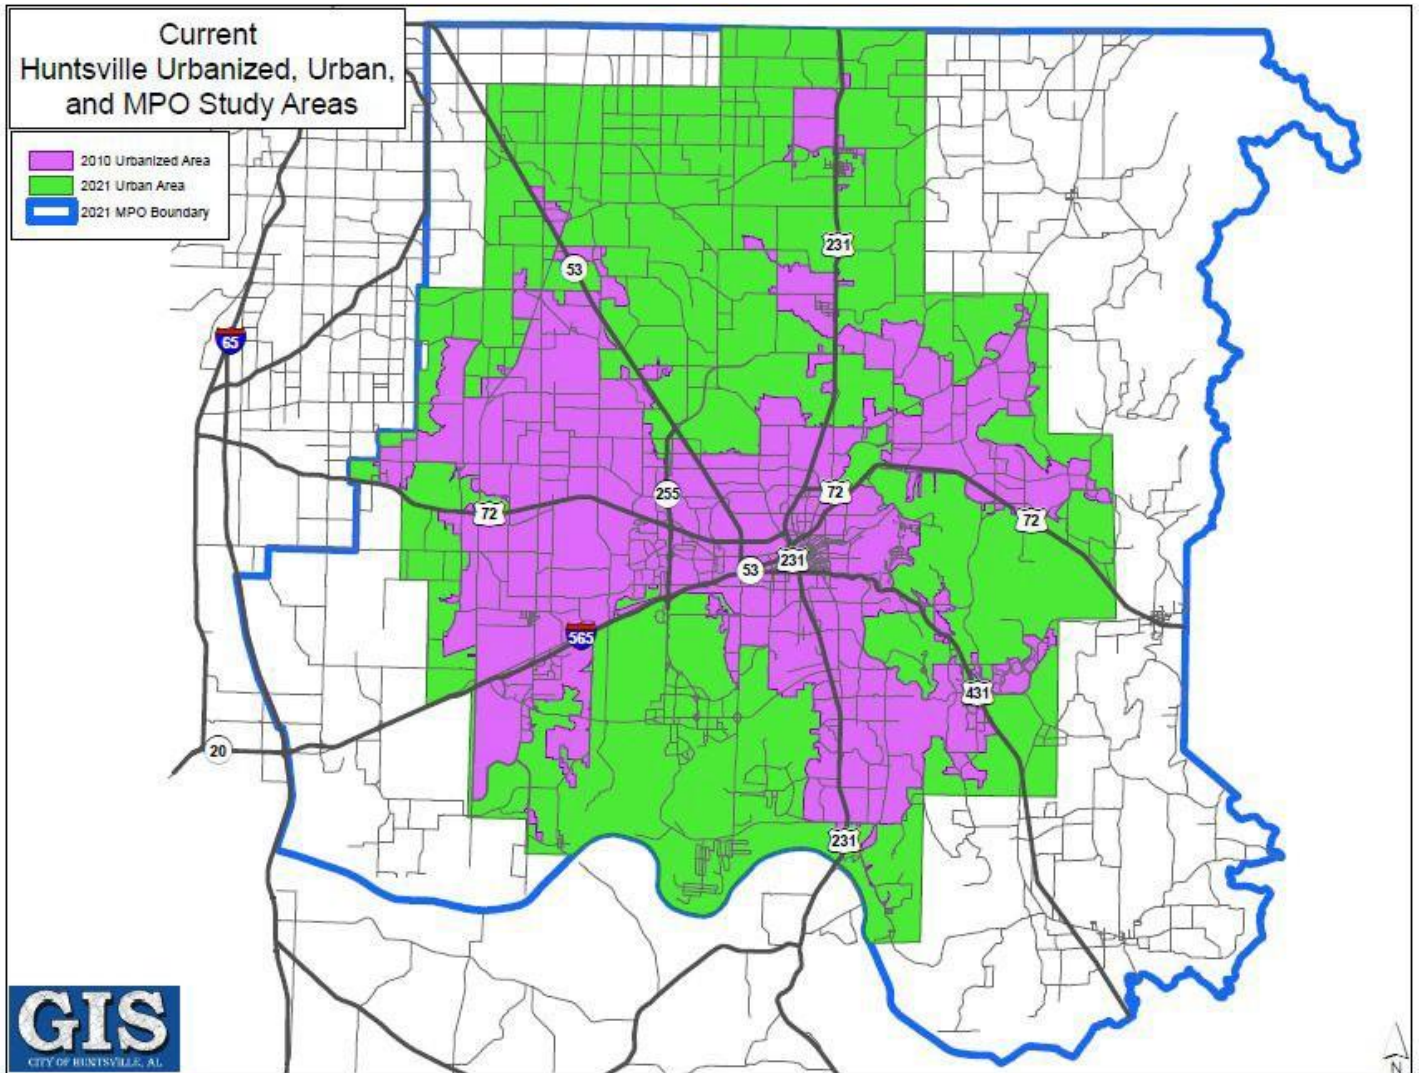 Current
Huntsville Urbanized, Urban,
and MPO Study Areas
2010 Urbanized Area
2021 Urban Area
2021 MPO Boundary
231
53
65
255
72
72
72
53
231
565
431
20
231
GIS
CITY OF HUNTSVILLE, AL
N